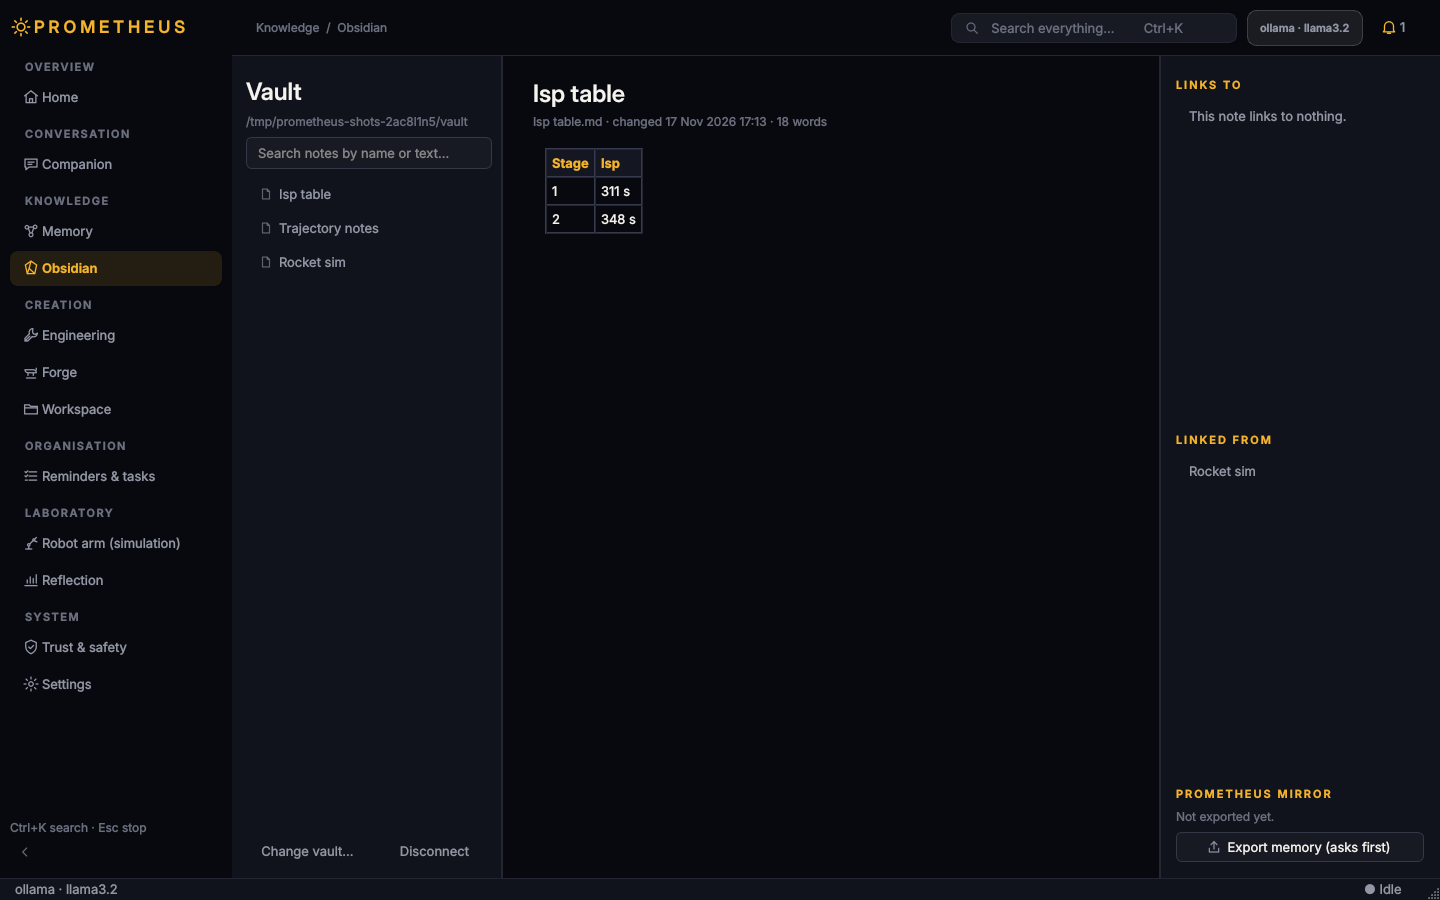 PROMETHEUS
Knowledge / Obsidian
Search everything... Ctrl+K
ollama · llama3.2
1
OVERVIEW
Home
CONVERSATION
Companion
KNOWLEDGE
Memory
Obsidian
CREATION
Engineering
Forge
Workspace
ORGANISATION
Reminders & tasks
LABORATORY
Robot arm (simulation)
Reflection
SYSTEM
Trust & safety
Settings
Ctrl+K search · Esc stop
Vault
/tmp/prometheus-shots-2ac8l1n5/vault
Search notes by name or text...
Isp table
Trajectory notes
Rocket sim
Change vault... Disconnect
Isp table
Isp table.md · changed 17 Nov 2026 17:13 · 18 words
Stage Isp
1 311 s
2 348 s
LINKS TO
This note links to nothing.
LINKED FROM
Rocket sim
PROMETHEUS MIRROR
Not exported yet.
Export memory (asks first)
ollama · llama3.2
Idle